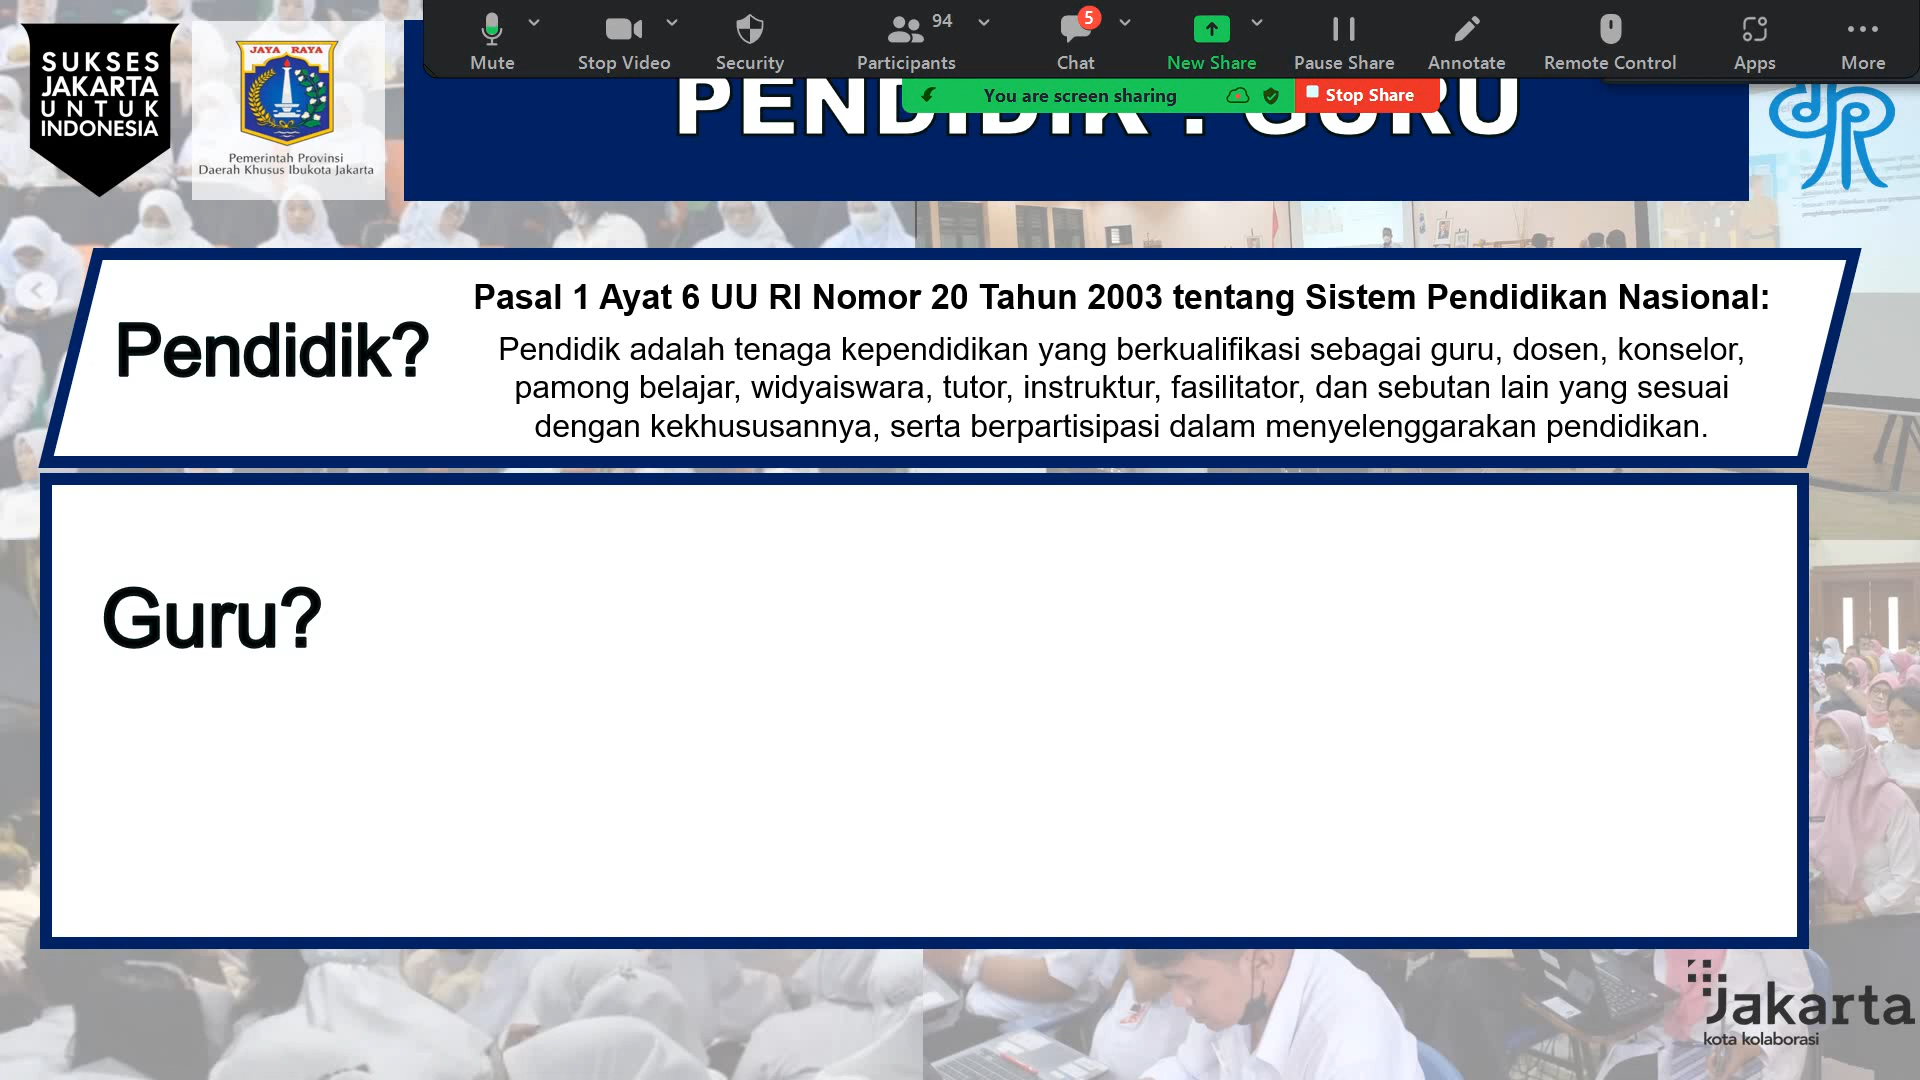 Mute
Stop Video
Security
94
Participants
5
Chat
New Share
Pause Share
Annotate
Remote Control
Apps
More
You are screen sharing
Stop Share
SUKSES
JAKARTA
UNTUK
INDONESIA
JAYA RAYA
Pemerintah Provinsi
Daerah Khusus Ibukota Jakarta
PENDIDIK : GURU
Pendidik?
Pasal 1 Ayat 6 UU RI Nomor 20 Tahun 2003 tentang Sistem Pendidikan Nasional:
Pendidik adalah tenaga kependidikan yang berkualifikasi sebagai guru, dosen, konselor,
pamong belajar, widyaiswara, tutor, instruktur, fasilitator, dan sebutan lain yang sesuai
dengan kekhususannya, serta berpartisipasi dalam menyelenggarakan pendidikan.
Guru?
Jakarta
kota kolaborasi